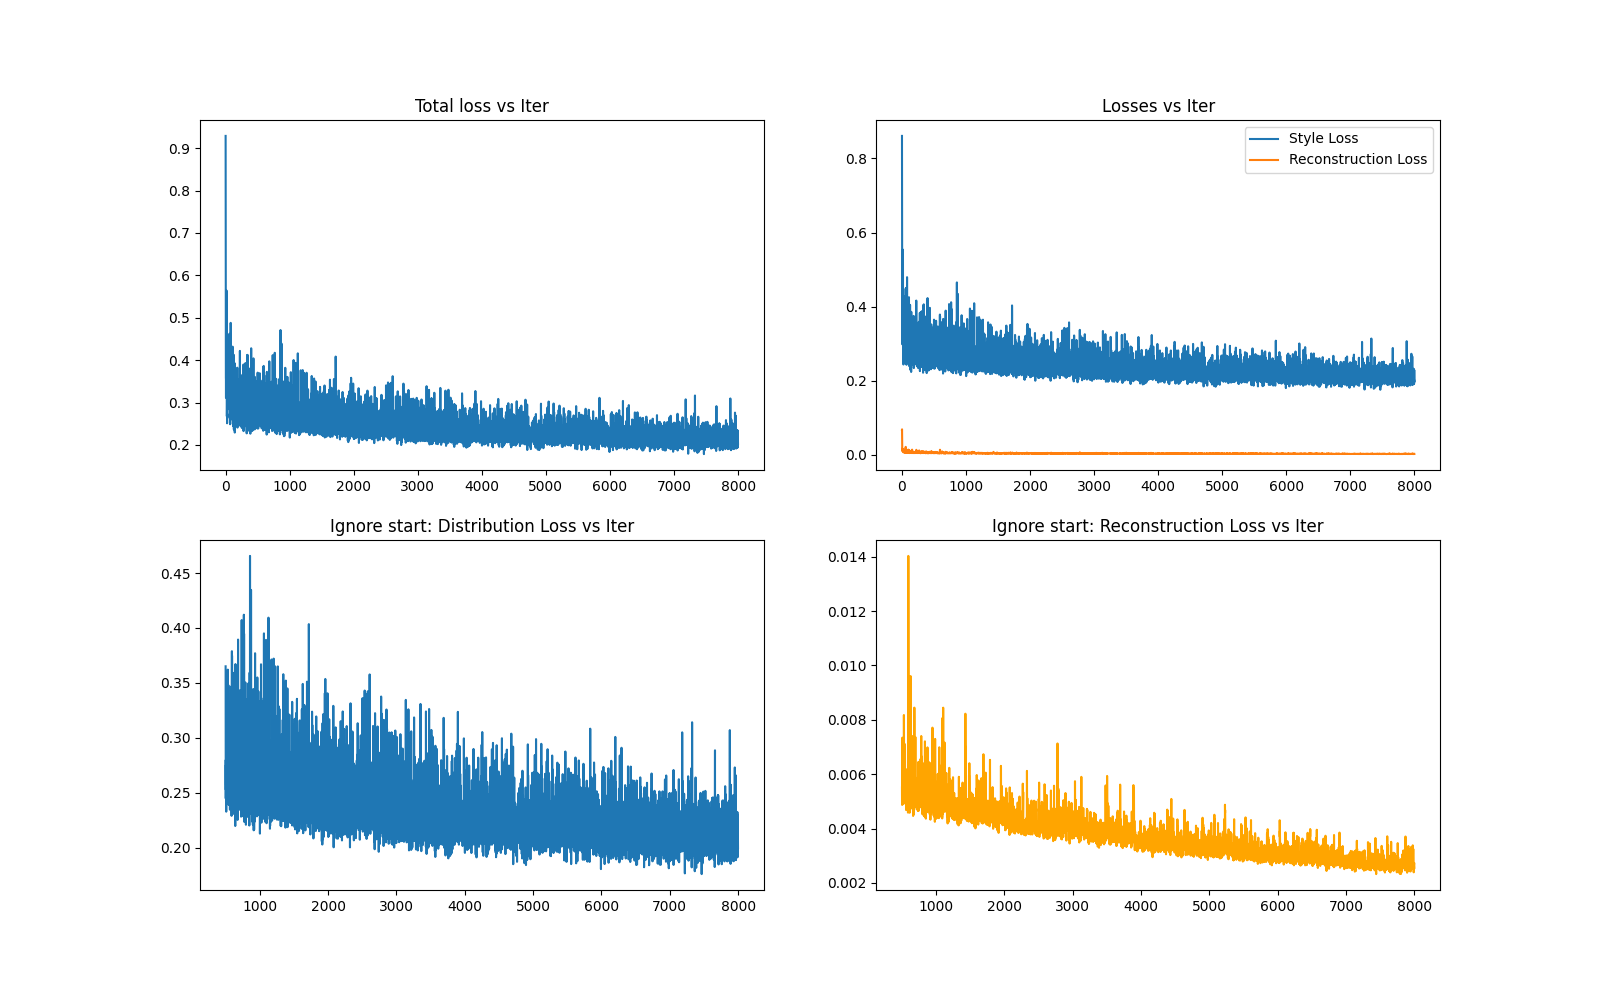 Total loss vs Iter
0.9
0.8
0.7
0.6
0.5
0.4
0.3
0.2
0 1000 2000 3000 4000 5000 6000 7000 8000
Losses vs Iter
Style Loss
Reconstruction Loss
0.8
0.6
0.4
0.2
0.0
0 1000 2000 3000 4000 5000 6000 7000 8000
Ignore start: Distribution Loss vs Iter
0.45
0.40
0.35
0.30
0.25
0.20
1000 2000 3000 4000 5000 6000 7000 8000
Ignore start: Reconstruction Loss vs Iter
0.014
0.012
0.010
0.008
0.006
0.004
0.002
1000 2000 3000 4000 5000 6000 7000 8000